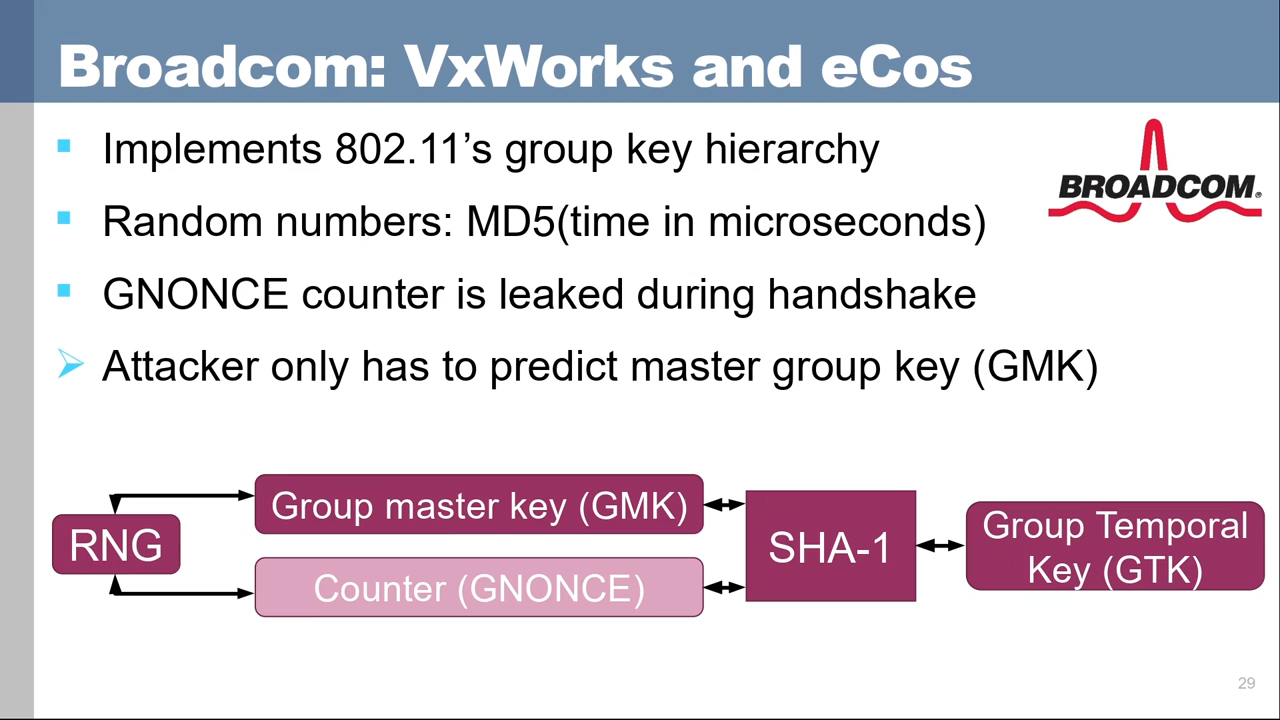 Broadcom: VxWorks and eCos
Implements 802.11’s group key hierarchy
BROADCOM®
Random numbers: MD5(time in microseconds)
GNONCE counter is leaked during handshake
Attacker only has to predict master group key (GMK)
RNG
Group master key (GMK)
Counter (GNONCE)
SHA-1
Group Temporal
Key (GTK)
29